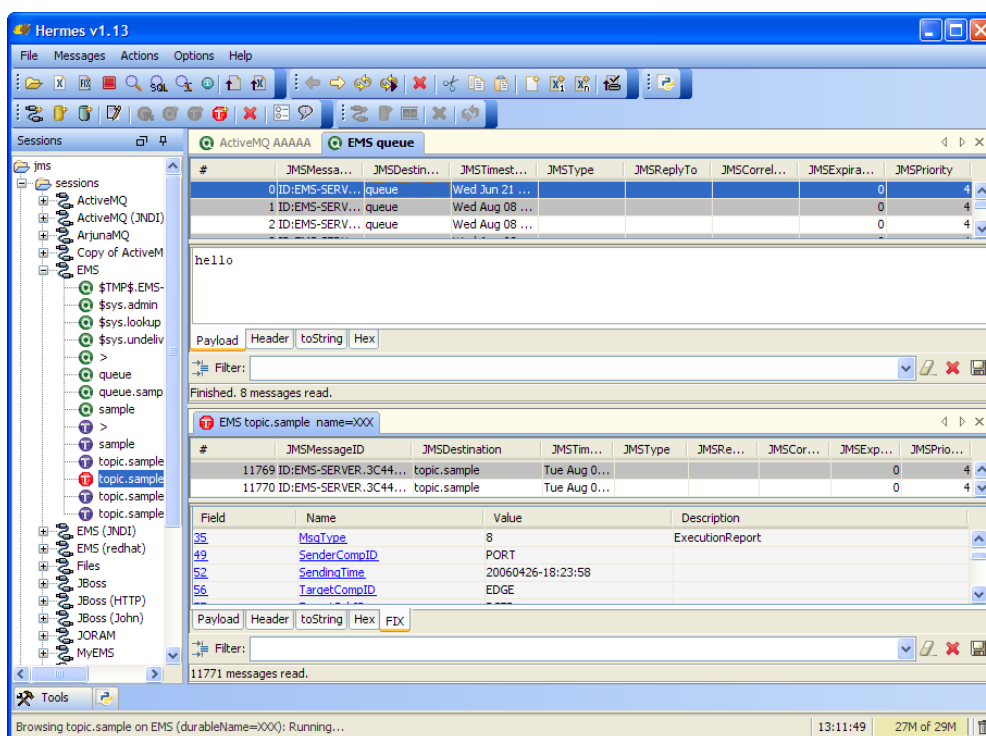 Hermes v1.13
File Messages Actions Options Help
SQL
Sessions
jms
sessions
ActiveMQ
ActiveMQ (JNDI)
ArjunaMQ
Copy of ActiveM
EMS
$TMP$.EMS-
$sys.admin
$sys.lookup
$sys.undeliv
>
queue
queue.samp
sample
>
sample
topic.sample
topic.sample
topic.sample
topic.sample
EMS (JNDI)
EMS (redhat)
Files
JBoss
JBoss (HTTP)
JBoss (John)
JORAM
MyEMS
ActiveMQ AAAAA EMS queue
# JMSMessa... JMSDestin... JMSTimest... JMSType JMSReplyTo JMSCorrel... JMSExpira... JMSPriority
0 ID:EMS-SERV... queue Wed Jun 21 ... 0 4
1 ID:EMS-SERV... queue Wed Aug 08 ... 0 4
2 ID:EMS-SERV... queue Wed Aug 08 ... 0 4
hello
Payload Header toString Hex
Filter:
Finished. 8 messages read.
EMS topic.sample name=XXX
# JMSMessageID JMSDestination JMSTim... JMSType JMSRe... JMSCor... JMSExp... JMSPrio...
11769 ID:EMS-SERVER.3C44... topic.sample Tue Aug 0... 0 4
11770 ID:EMS-SERVER.3C44... topic.sample Tue Aug 0... 0 4
Field Name Value Description
35 MsgType 8 ExecutionReport
49 SenderCompID PORT
52 SendingTime 20060426-18:23:58
56 TargetCompID EDGE
Payload Header toString Hex FIX
Filter:
11771 messages read.
Tools
Browsing topic.sample on EMS (durableName=XXX): Running... 13:11:49 27M of 29M